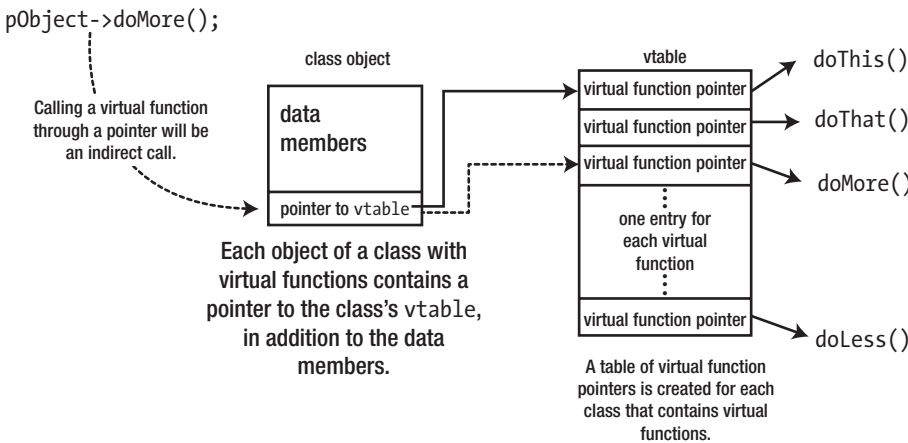 pObject->doMore();
Calling a virtual function
through a pointer will be
an indirect call.
class object
data
members
pointer to vtable
Each object of a class with
virtual functions contains a
pointer to the class's vtable,
in addition to the data
members.
vtable
virtual function pointer
virtual function pointer
virtual function pointer
one entry for
each virtual
function
virtual function pointer
A table of virtual function
pointers is created for each
class that contains virtual
functions.
doThis()
doThat()
doMore()
doLess()